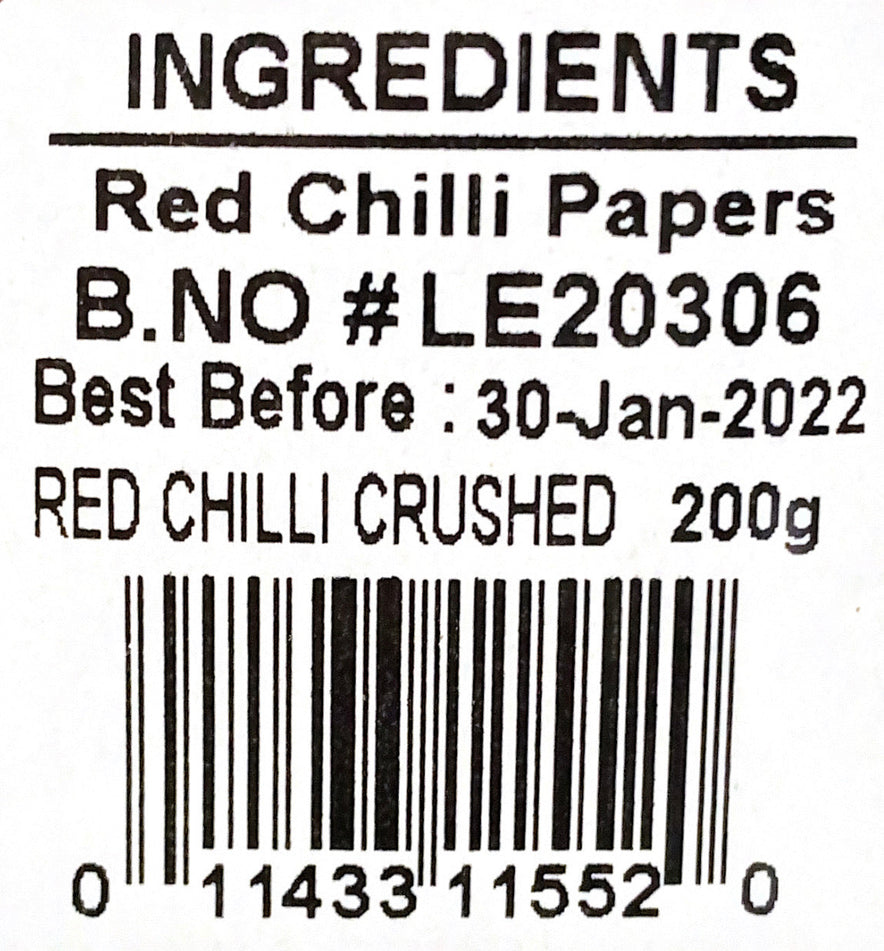 INGREDIENTS
Red Chilli Papers
B.NO # LE20306
Best Before : 30-Jan-2022
RED CHILLI CRUSHED 200g
0 11433 11552 0